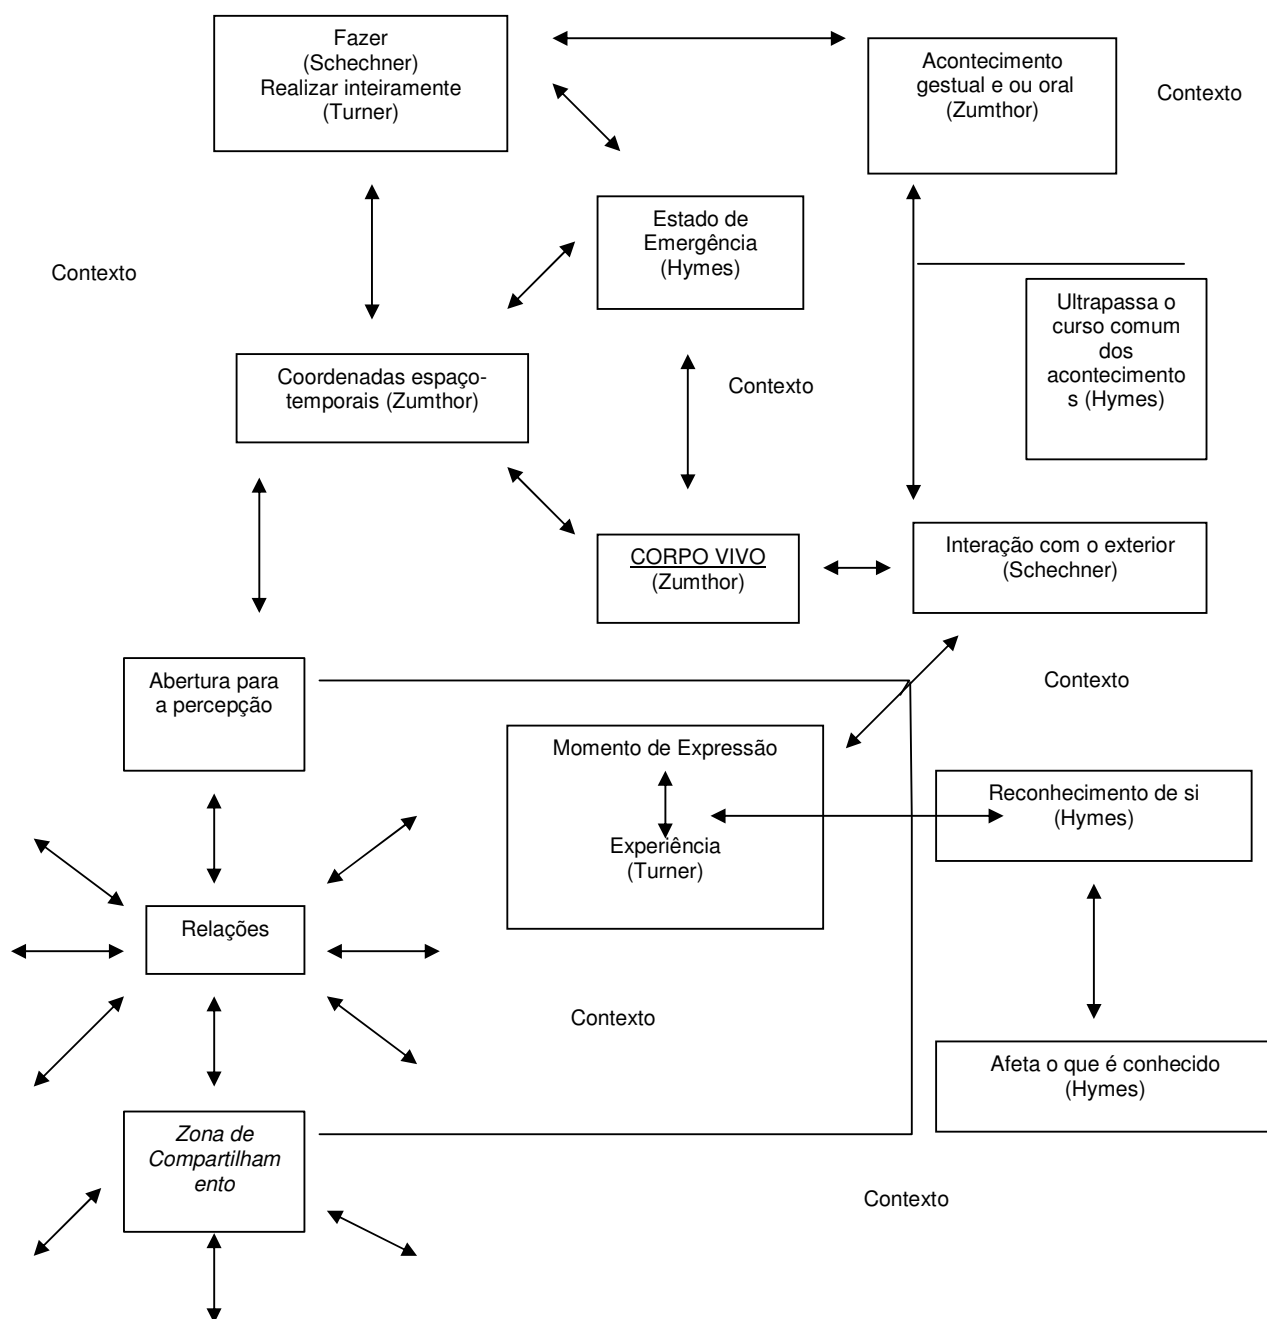 Fazer
(Schechner)
Realizar inteiramente
(Turner)
Acontecimento
gestual e ou oral
(Zumthor)
Contexto
Estado de
Emergência
(Hymes)
Contexto
Ultrapassa o
curso comum
dos
acontecimento
s (Hymes)
Coordenadas espaço-
temporais (Zumthor)
Contexto
CORPO VIVO
(Zumthor)
Interação com o exterior
(Schechner)
Abertura para
a percepção
Contexto
Momento de Expressão
Experiência
(Turner)
Reconhecimento de si
(Hymes)
Relações
Contexto
Afeta o que é conhecido
(Hymes)
Zona de
Compartilham
ento
Contexto